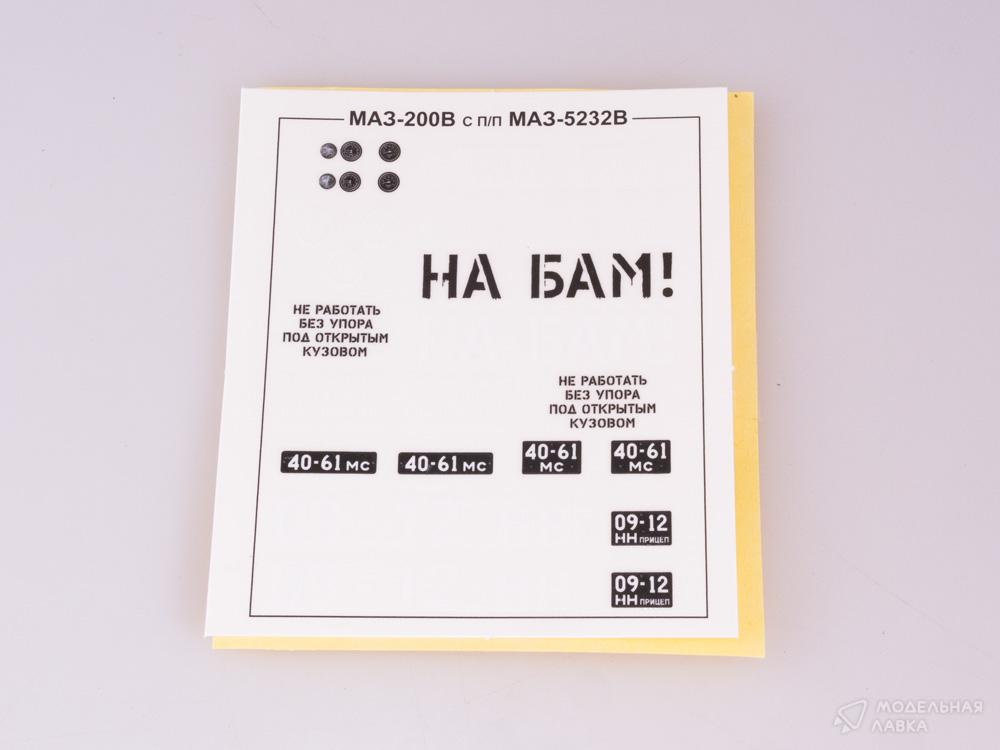 МАЗ-200В С П/П МАЗ-5232В
НА БАМ!
НЕ РАБОТАТЬ
БЕЗ УПОРА
ПОД ОТКРЫТЫМ
КУЗОВОМ
НЕ РАБОТАТЬ
БЕЗ УПОРА
ПОД ОТКРЫТЫМ
КУЗОВОМ
40-61 МС
40-61 МС
40-61
МС
40-61
МС
09-12
НН ПРИЦЕП
09-12
НН ПРИЦЕП
МОДЕЛЬНАЯ
ЛАВКА